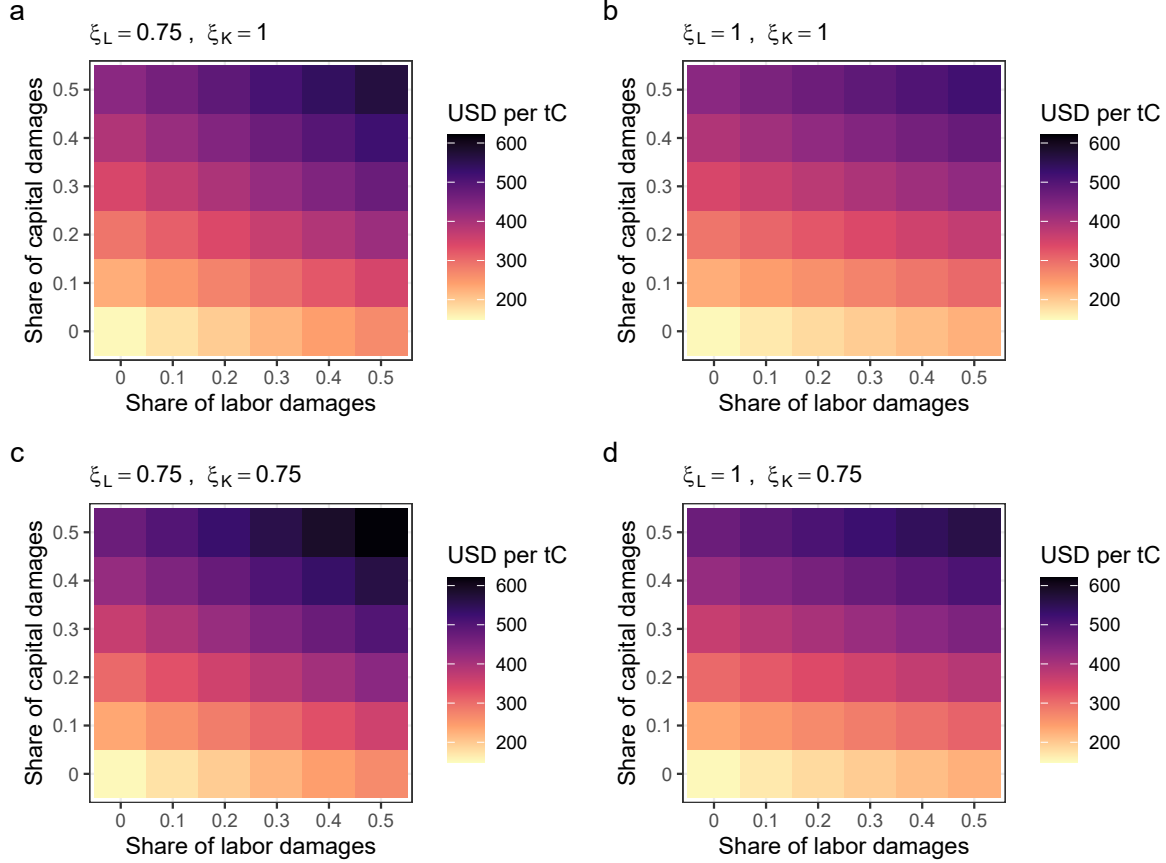 a
ξL = 0.75 , ξK = 1
Share of capital damages
0.5
0.4
0.3
0.2
0.1
0
0 0.1 0.2 0.3 0.4 0.5
Share of labor damages
USD per tC
600
500
400
300
200
b
ξL = 1 , ξK = 1
Share of capital damages
0.5
0.4
0.3
0.2
0.1
0
0 0.1 0.2 0.3 0.4 0.5
Share of labor damages
USD per tC
600
500
400
300
200
c
ξL = 0.75 , ξK = 0.75
Share of capital damages
0.5
0.4
0.3
0.2
0.1
0
0 0.1 0.2 0.3 0.4 0.5
Share of labor damages
USD per tC
600
500
400
300
200
d
ξL = 1 , ξK = 0.75
Share of capital damages
0.5
0.4
0.3
0.2
0.1
0
0 0.1 0.2 0.3 0.4 0.5
Share of labor damages
USD per tC
600
500
400
300
200